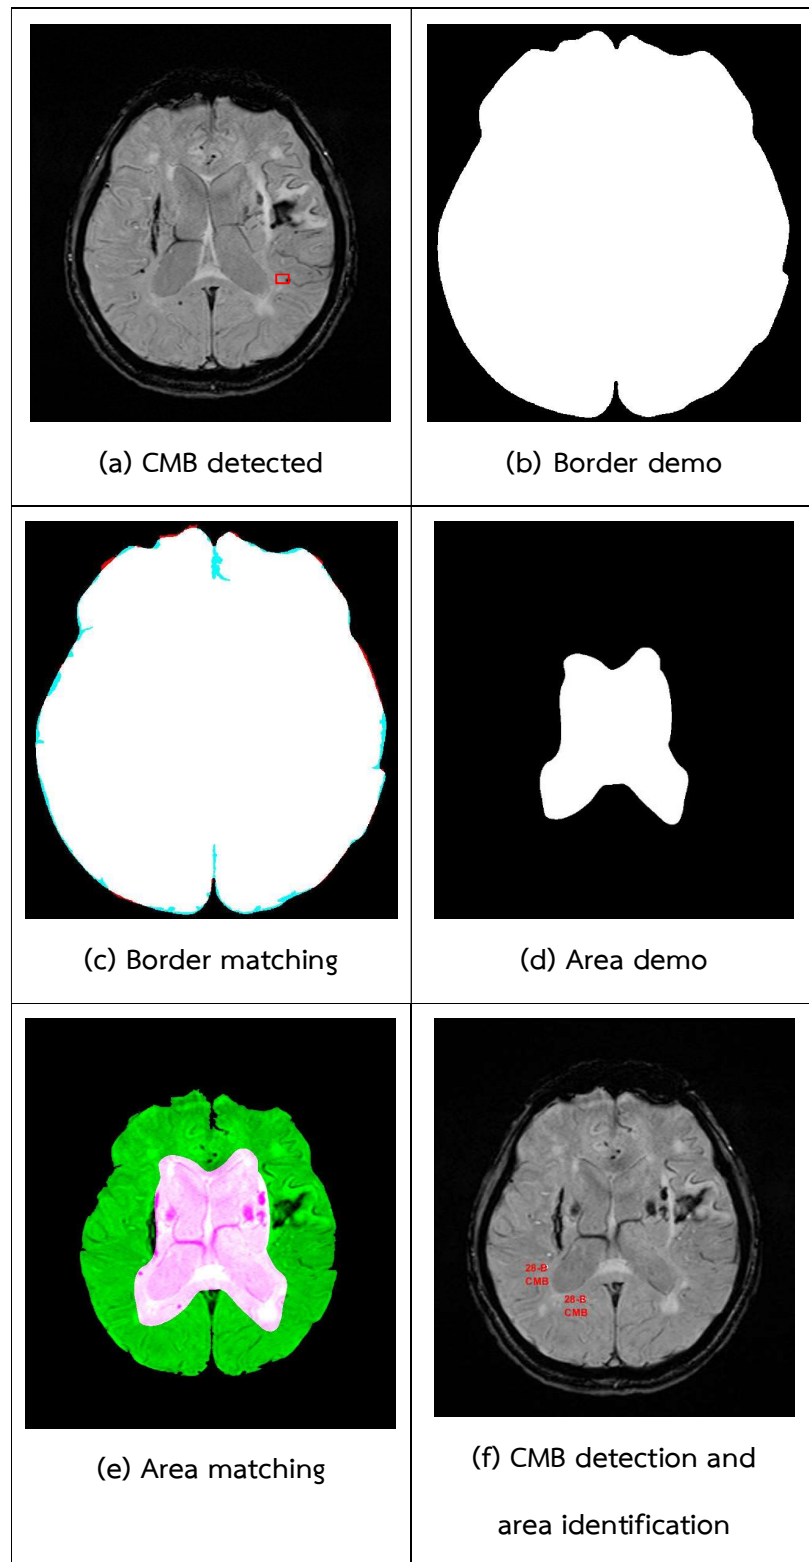 (a) CMB detected
(b) Border demo
(c) Border matching
(d) Area demo
28-B
CMB
28-B
CMB
(e) Area matching
(f) CMB detection and
area identification